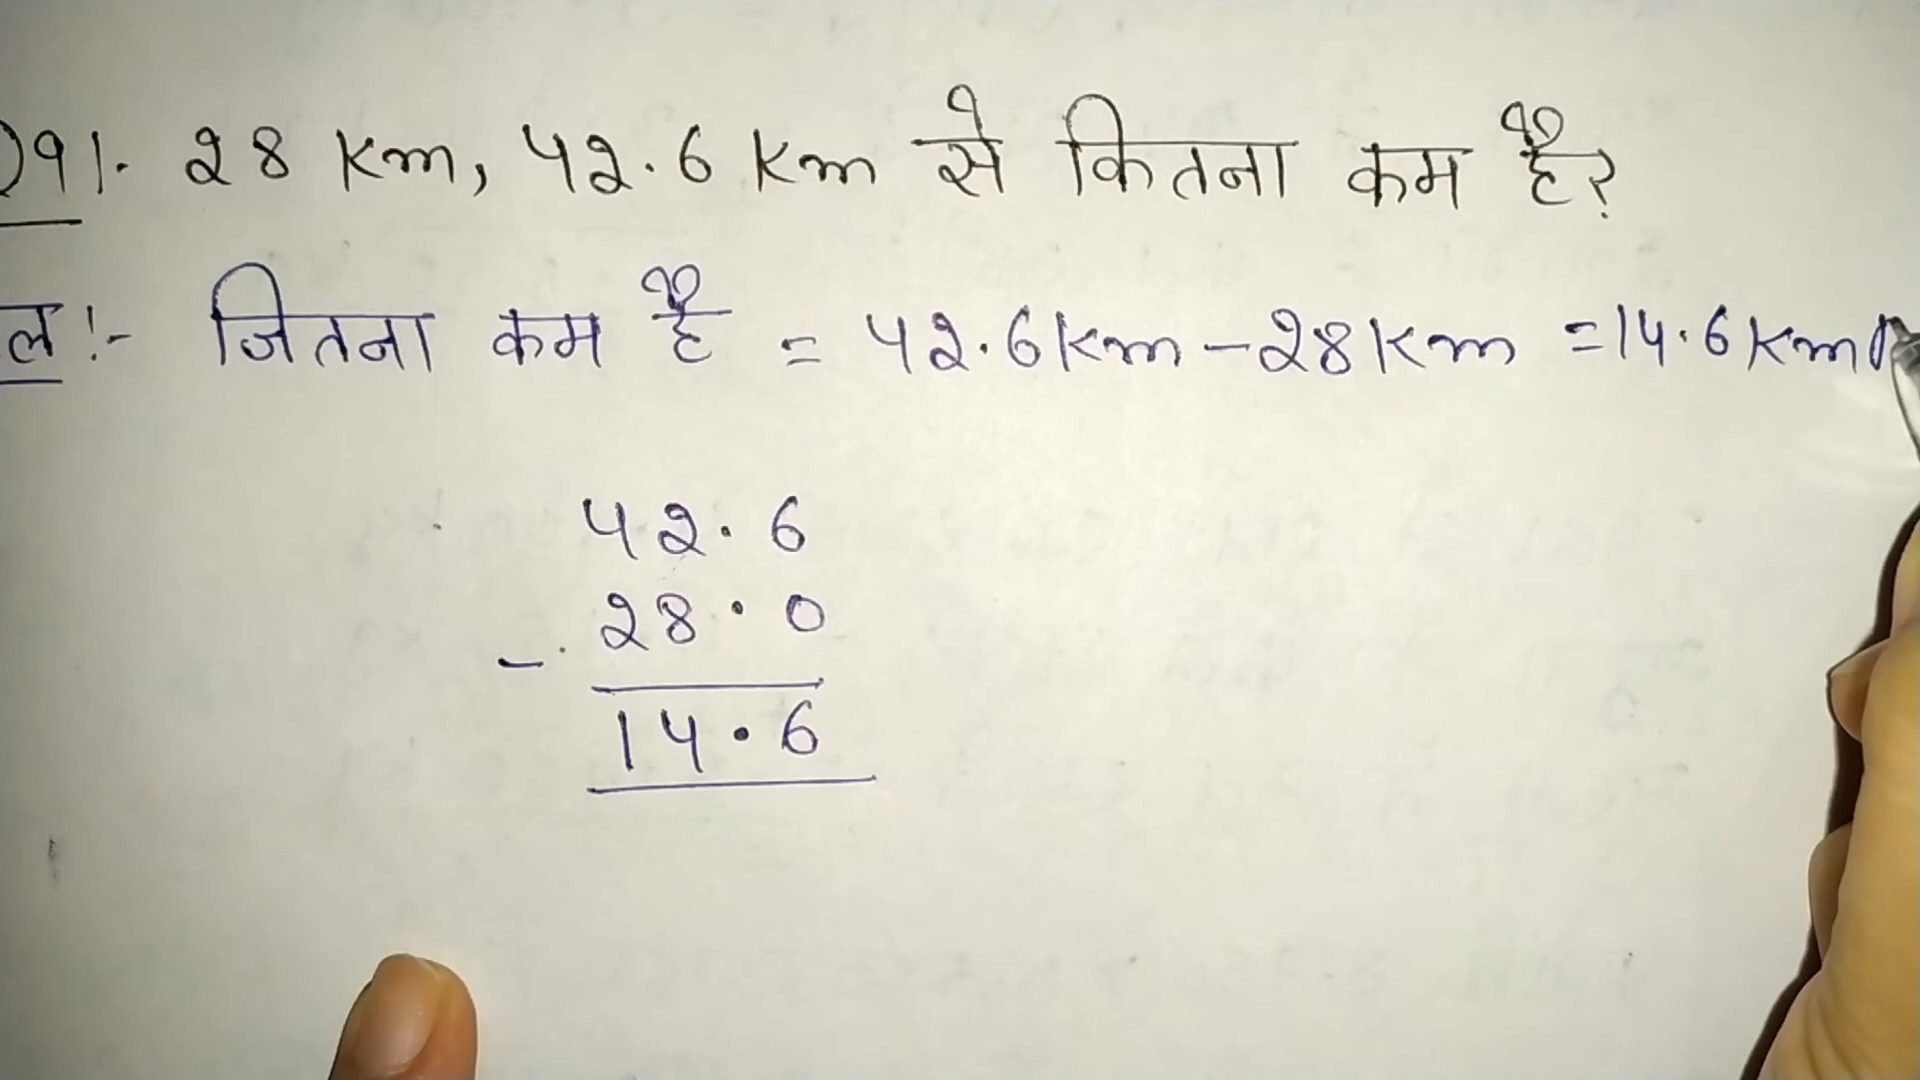 Q91. 28 km, 42.6 km से कितना कम है?
ल :- जितना कम है = 42.6 km - 28 km = 14.6 km
42.6
- 28.0
14.6